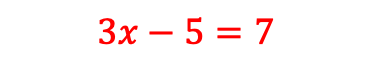 3x − 5 = 7